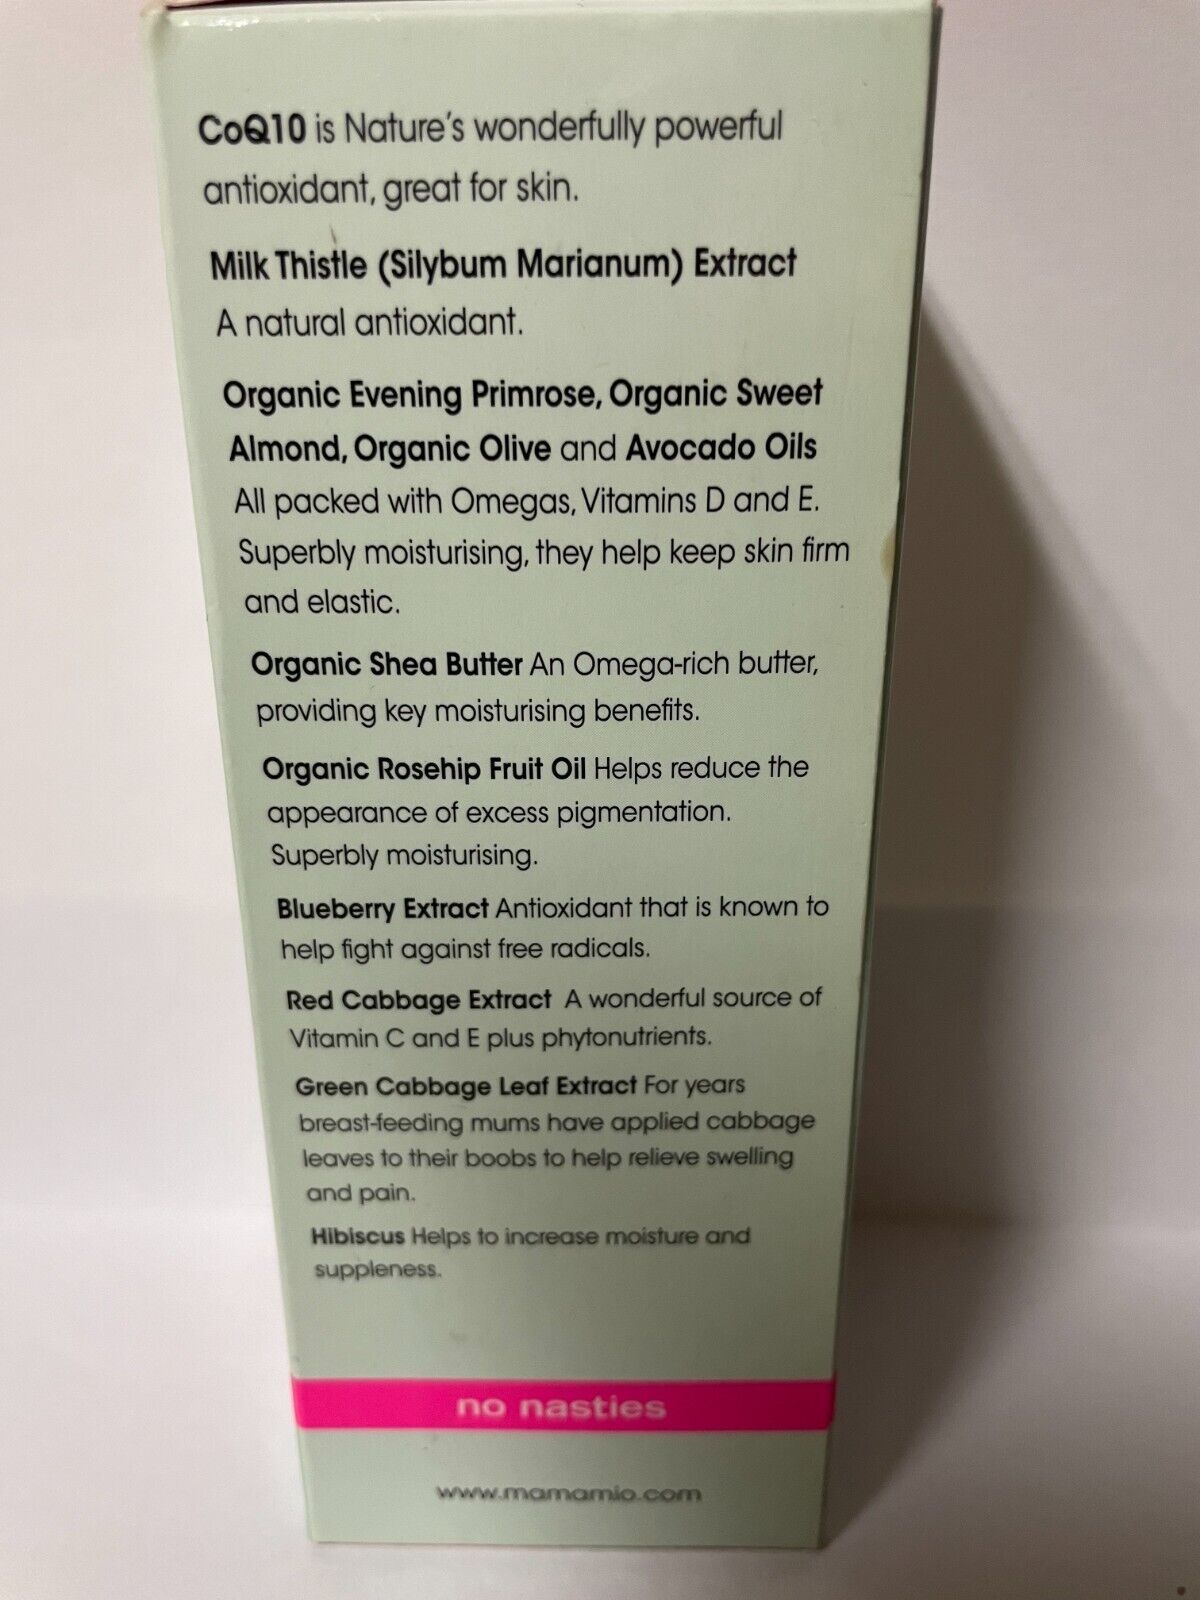 CoQ10 is Nature's wonderfully powerful
antioxidant, great for skin.
Milk Thistle (Silybum Marianum) Extract
A natural antioxidant.
Organic Evening Primrose, Organic Sweet
Almond, Organic Olive and Avocado Oils
All packed with Omegas, Vitamins D and E.
Superbly moisturising, they help keep skin firm
and elastic.
Organic Shea Butter An Omega-rich butter,
providing key moisturising benefits.
Organic Rosehip Fruit Oil Helps reduce the
appearance of excess pigmentation.
Superbly moisturising.
Blueberry Extract Antioxidant that is known to
help fight against free radicals.
Red Cabbage Extract A wonderful source of
Vitamin C and E plus phytonutrients.
Green Cabbage Leaf Extract For years
breast-feeding mums have applied cabbage
leaves to their boobs to help relieve swelling
and pain.
Hibiscus Helps to increase moisture and
suppleness.
no nasties
www.mamamio.com